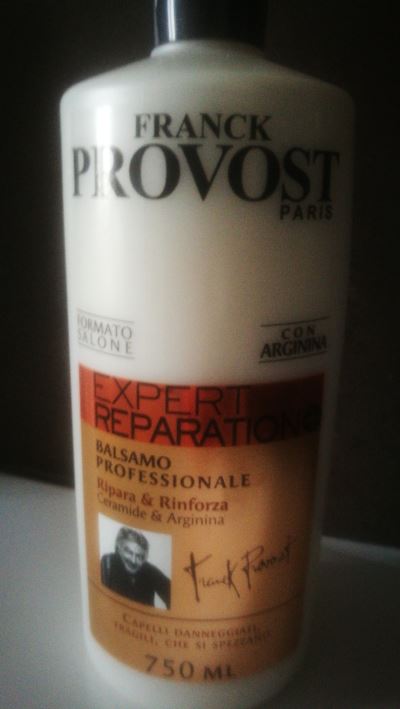 FRANCK
PROVOST
PARIS
FORMATO
SALONE
CON
ARGININA
EXPERT
REPARATION
BALSAMO
PROFESSIONALE
Ripara & Rinforza
Ceramide & Arginina
Franck Provost
CAPELLI DANNEGGIATI,
FRAGILI, CHE SI SPEZZANO
750 ML